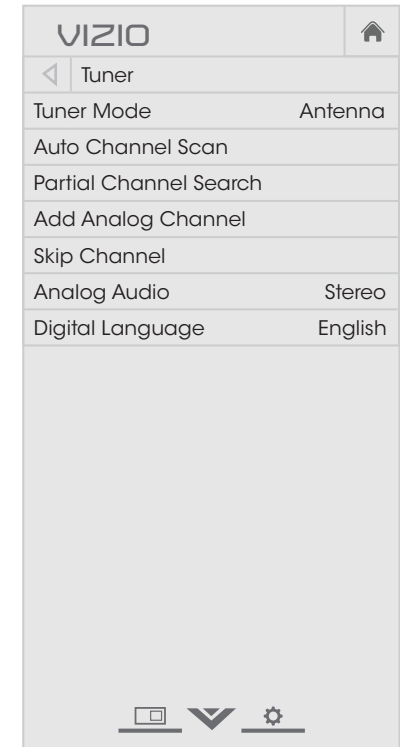 VIZIO
Tuner
Tuner Mode Antenna
Auto Channel Scan
Partial Channel Search
Add Analog Channel
Skip Channel
Analog Audio Stereo
Digital Language English